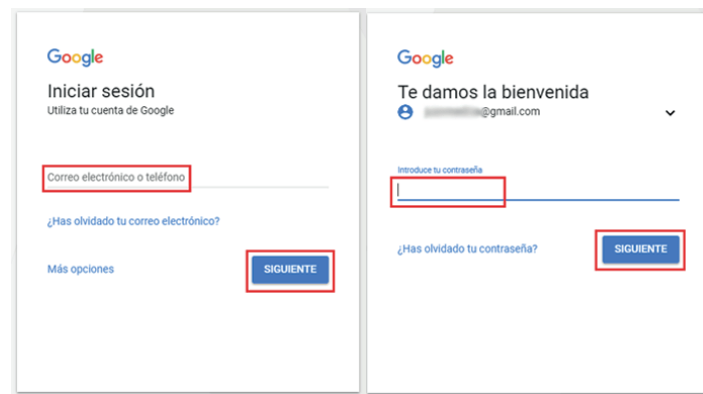 Google
Iniciar sesión
Utiliza tu cuenta de Google
Correo electrónico o teléfono
¿Has olvidado tu correo electrónico?
Más opciones
SIGUIENTE
Google
Te damos la bienvenida
@gmail.com
Introduce tu contraseña
¿Has olvidado tu contraseña?
SIGUIENTE